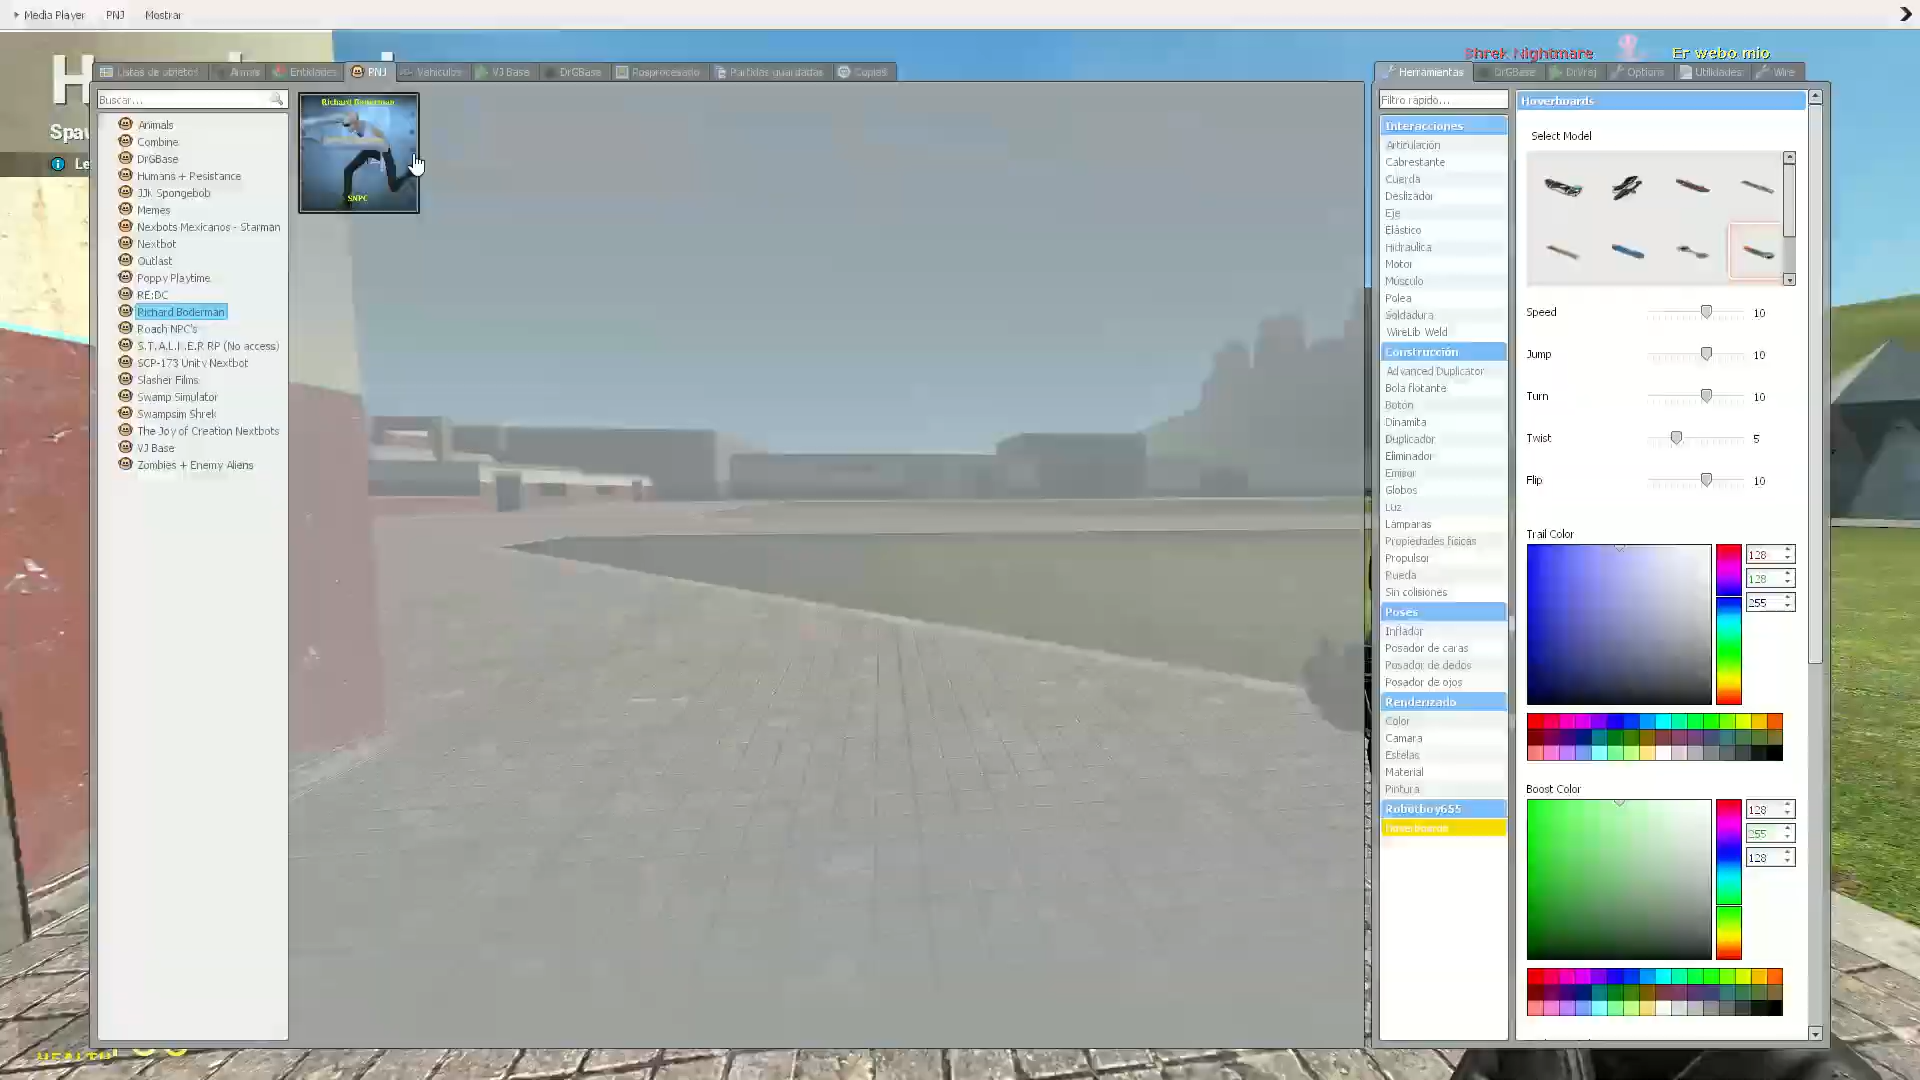 Media Player
PNJ
Mostrar
H
Spaw
Le
Shrek Nightmare
Er webo mio
Listas de objetos
Armas
Entidades
PNJ
Vehículos
VJ Base
DrGBase
Posprocesado
Partidas guardadas
Copias
Buscar...
Animals
Combine
DrGBase
Humans + Resistance
JJK Spongebob
Memes
Nexbots Mexicanos - Starman
Nextbot
Outlast
Poppy Playtime
RE:DC
Richard Boderman
Roach NPC's
S.T.A.L.K.E.R RP (No access)
SCP-173 Unity Nextbot
Slasher Films
Swamp Simulator
Swampsim Shrek
The Joy of Creation Nextbots
VJ Base
Zombies + Enemy Aliens
Richard Boderman
SNPC
Herramientas
DrGBase
DrVrej
Options
Utilidades
Wire
Filtro rápido...
Interacciones
Articulación
Cabrestante
Cuerda
Deslizador
Eje
Elástico
Hidráulica
Motor
Músculo
Polea
Soldadura
WireLib Weld
Construcción
Advanced Duplicator
Bola flotante
Botón
Dinamita
Duplicador
Eliminador
Emisor
Globos
Luz
Lámparas
Propiedades físicas
Propulsor
Rueda
Sin colisiones
Poses
Inflador
Posador de caras
Posador de dedos
Posador de ojos
Renderizado
Color
Cámara
Estelas
Material
Pintura
Robotboy655
Hoverboards
Hoverboards
Select Model
Speed 10
Jump 10
Turn 10
Twist 5
Flip 10
Trail Color
128
128
255
Boost Color
128
255
128
HEALTH